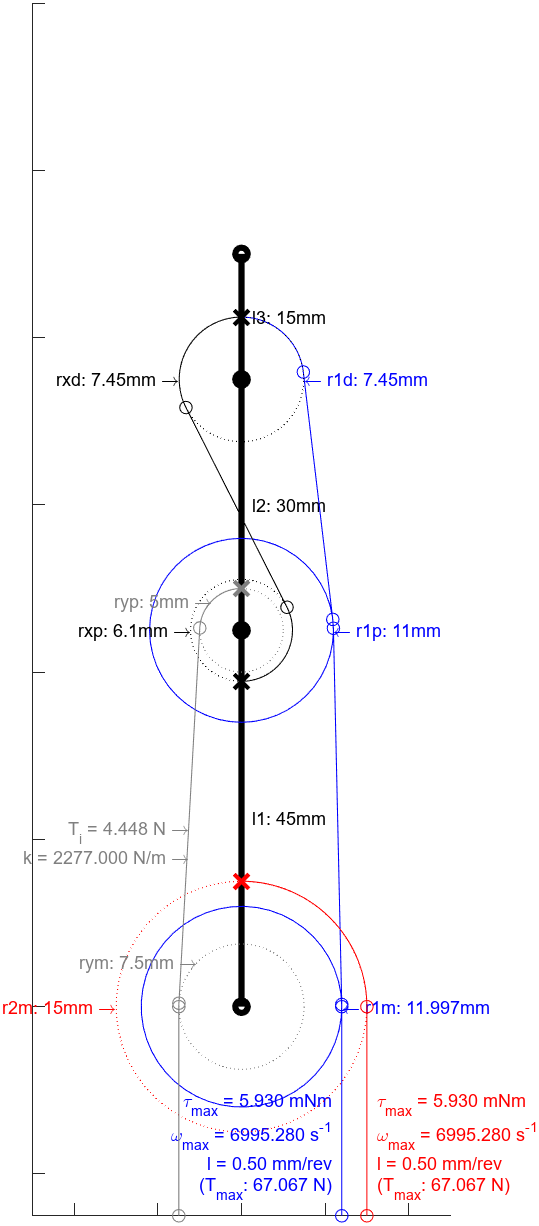 l3: 15mm
rxd: 7.45mm
r1d: 7.45mm
l2: 30mm
ryp: 5mm
rxp: 6.1mm
r1p: 11mm
l1: 45mm
T_i = 4.448 N
k = 2277.000 N/m
rym: 7.5mm
r2m: 15mm
r1m: 11.997mm
τ_max = 5.930 mNm
ω_max = 6995.280 s^-1
l = 0.50 mm/rev
(T_max: 67.067 N)
τ_max = 5.930 mNm
ω_max = 6995.280 s^-1
l = 0.50 mm/rev
(T_max: 67.067 N)